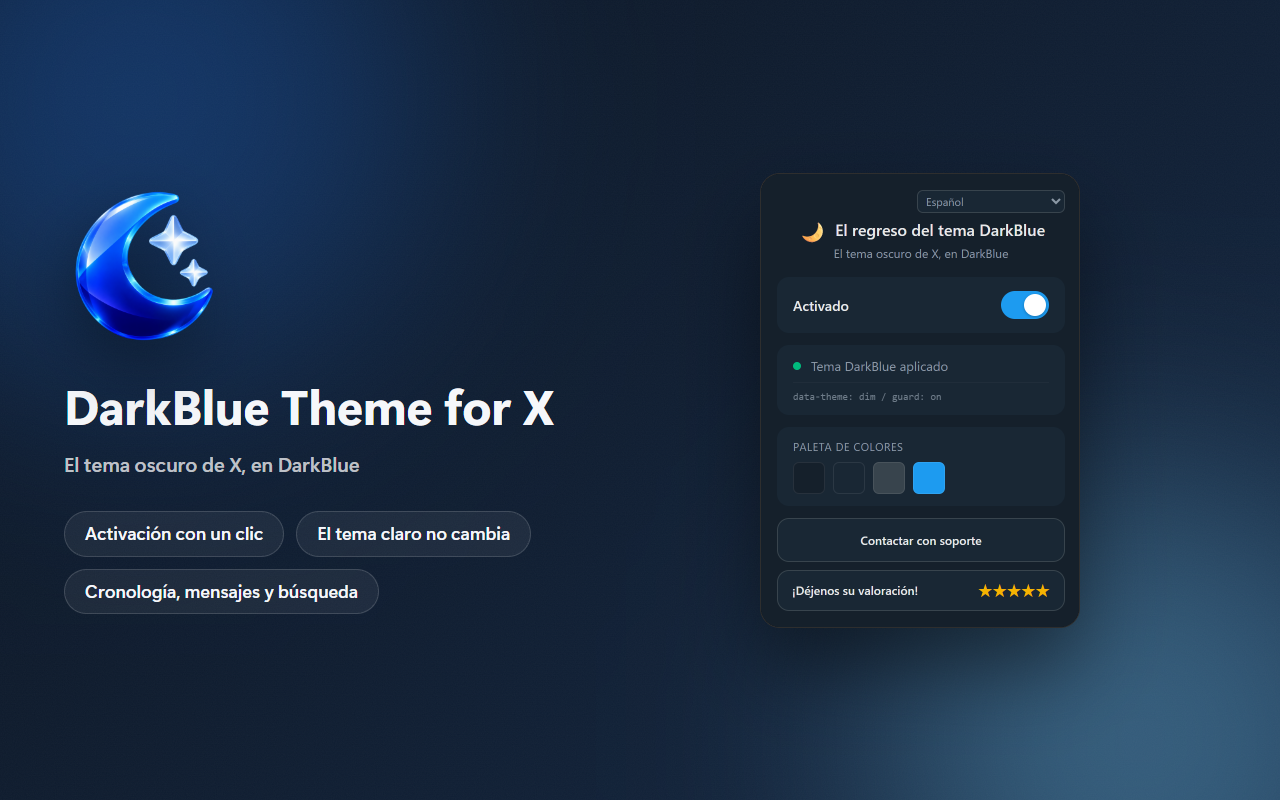 DarkBlue Theme for X
El tema oscuro de X, en DarkBlue
Activación con un clic
El tema claro no cambia
Cronología, mensajes y búsqueda
Español
El regreso del tema DarkBlue
El tema oscuro de X, en DarkBlue
Activado
Tema DarkBlue aplicado
data-theme: dim / guard: on
PALETA DE COLORES
Contactar con soporte
¡Déjenos su valoración! ★★★★★